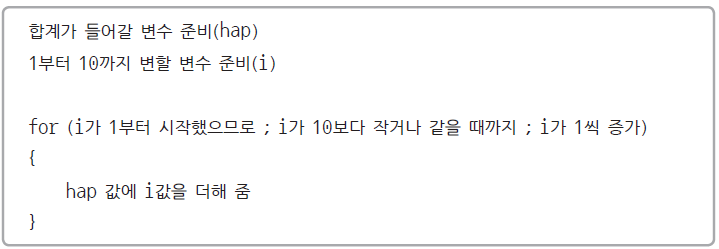 합계가 들어갈 변수 준비(hap)
1부터 10까지 변할 변수 준비(i)
for (i가 1부터 시작했으므로 ; i가 10보다 작거나 같을 때까지 ; i가 1씩 증가)
{
hap 값에 i값을 더해 줌
}